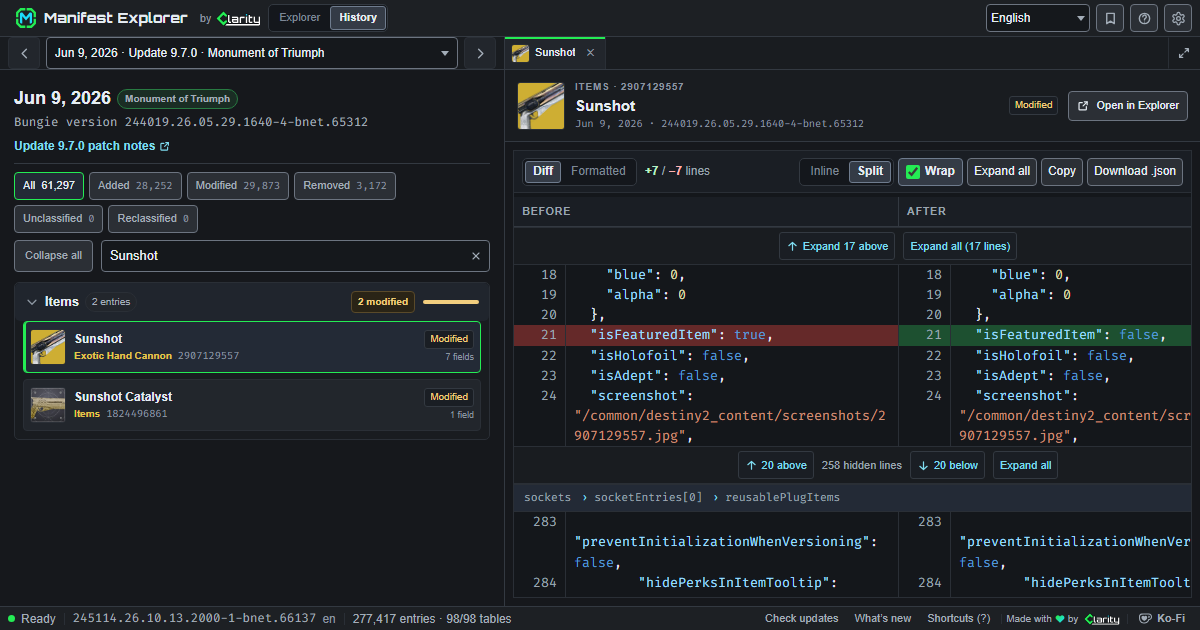 Manifest Explorer by Clarity Explorer History English
Jun 9, 2026 · Update 9.7.0 · Monument of Triumph
Sunshot
Jun 9, 2026 Monument of Triumph
Bungie version 244019.26.05.29.1640-4-bnet.65312
Update 9.7.0 patch notes
All 61,297 Added 28,252 Modified 29,873 Removed 3,172
Unclassified 0 Reclassified 0
Collapse all Sunshot
Items 2 entries 2 modified
Sunshot Modified
Exotic Hand Cannon 2907129557 7 fields
Sunshot Catalyst Modified
Items 1824496861 1 field
ITEMS · 2907129557
Sunshot
Jun 9, 2026 · 244019.26.05.29.1640-4-bnet.65312
Modified Open in Explorer
Diff Formatted +7 / −7 lines Inline Split Wrap Expand all Copy Download .json
BEFORE AFTER
Expand 17 above Expand all (17 lines)
18 "blue": 0, 18 "blue": 0,
19 "alpha": 0 19 "alpha": 0
20 }, 20 },
21 "isFeaturedItem": true, 21 "isFeaturedItem": false,
22 "isHolofoil": false, 22 "isHolofoil": false,
23 "isAdept": false, 23 "isAdept": false,
24 "screenshot": 24 "screenshot":
"/common/destiny2_content/screenshots/2 "/common/destiny2_content/scr
907129557.jpg", 907129557.jpg",
20 above 258 hidden lines 20 below Expand all
sockets › socketEntries[0] › reusablePlugItems
283 283
"preventInitializationWhenVersioning": "preventInitializationWhenVer
false, false,
284 "hidePerksInItemTooltip": 284 "hidePerksInItemToolt
Ready 245114.26.10.13.2000-1-bnet.66137 en 277,417 entries · 98/98 tables Check updates What's new Shortcuts (?) Made with by Clarity Ko-Fi